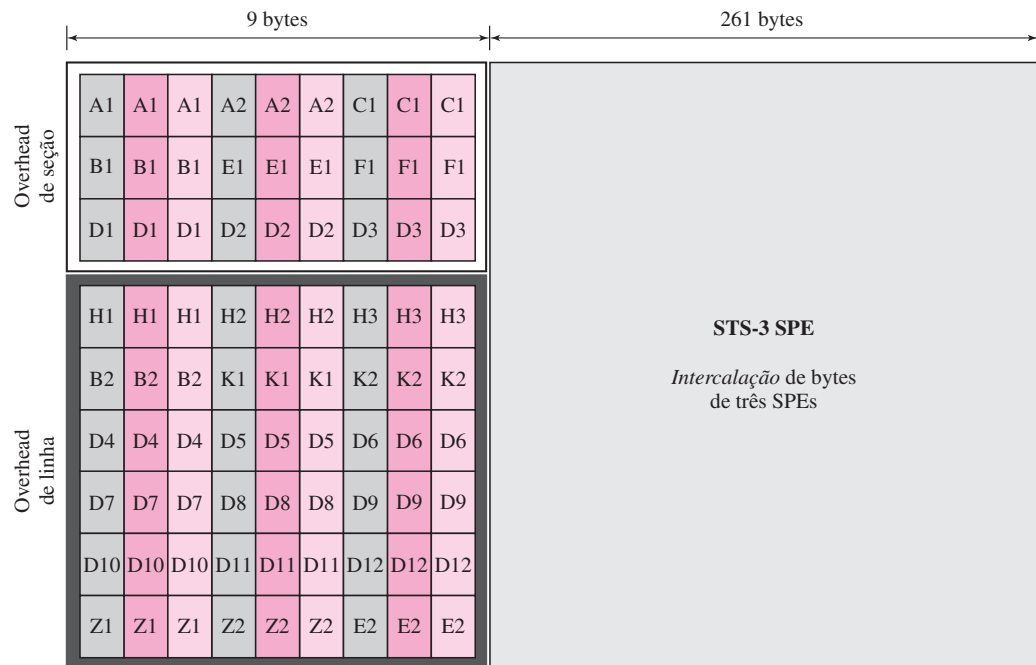 9 bytes
261 bytes
Overhead
de seção
A1 A1 A1 A2 A2 A2 C1 C1 C1
B1 B1 B1 E1 E1 E1 F1 F1 F1
D1 D1 D1 D2 D2 D2 D3 D3 D3
Overhead
de linha
H1 H1 H1 H2 H2 H2 H3 H3 H3
B2 B2 B2 K1 K1 K1 K2 K2 K2
D4 D4 D4 D5 D5 D5 D6 D6 D6
D7 D7 D7 D8 D8 D8 D9 D9 D9
D10 D10 D10 D11 D11 D11 D12 D12 D12
Z1 Z1 Z1 Z2 Z2 Z2 E2 E2 E2
STS-3 SPE
Intercalação de bytes
de três SPEs